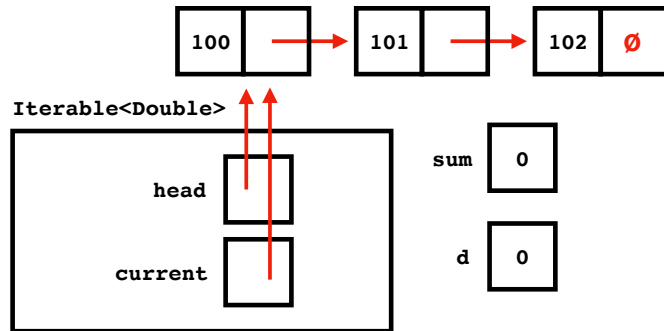 100 101 102 Ø
Iterable<Double>
head
sum 0
current
d 0